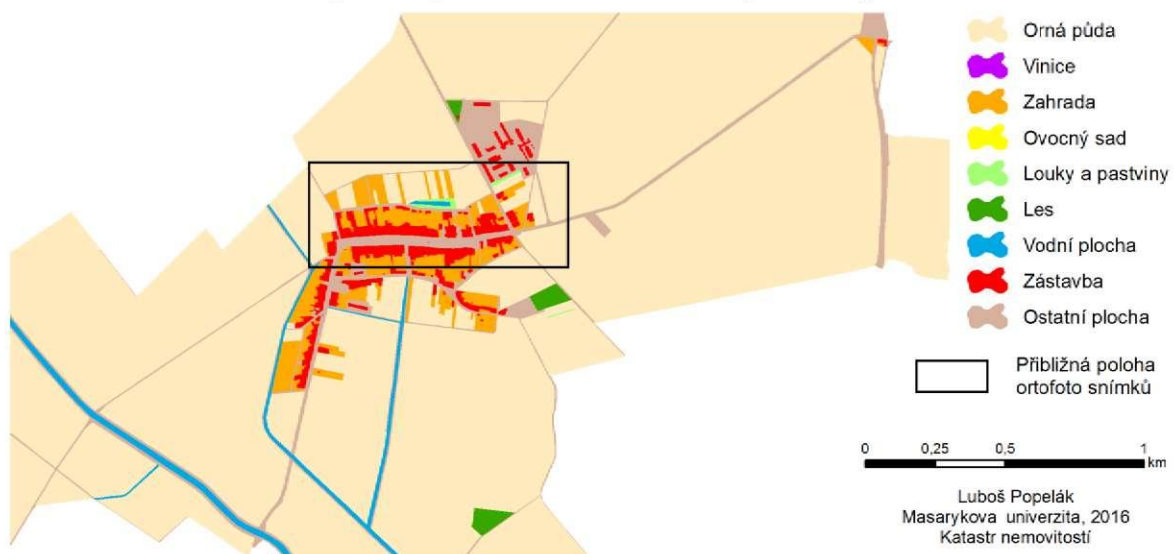 Orná půda
Vinice
Zahrada
Ovocný sad
Louky a pastviny
Les
Vodní plocha
Zástavba
Ostatní plocha
Přibližná poloha
ortofoto snímků
0 0,25 0,5 1
km
Luboš Popelák
Masarykova univerzita, 2016
Katastr nemovitostí